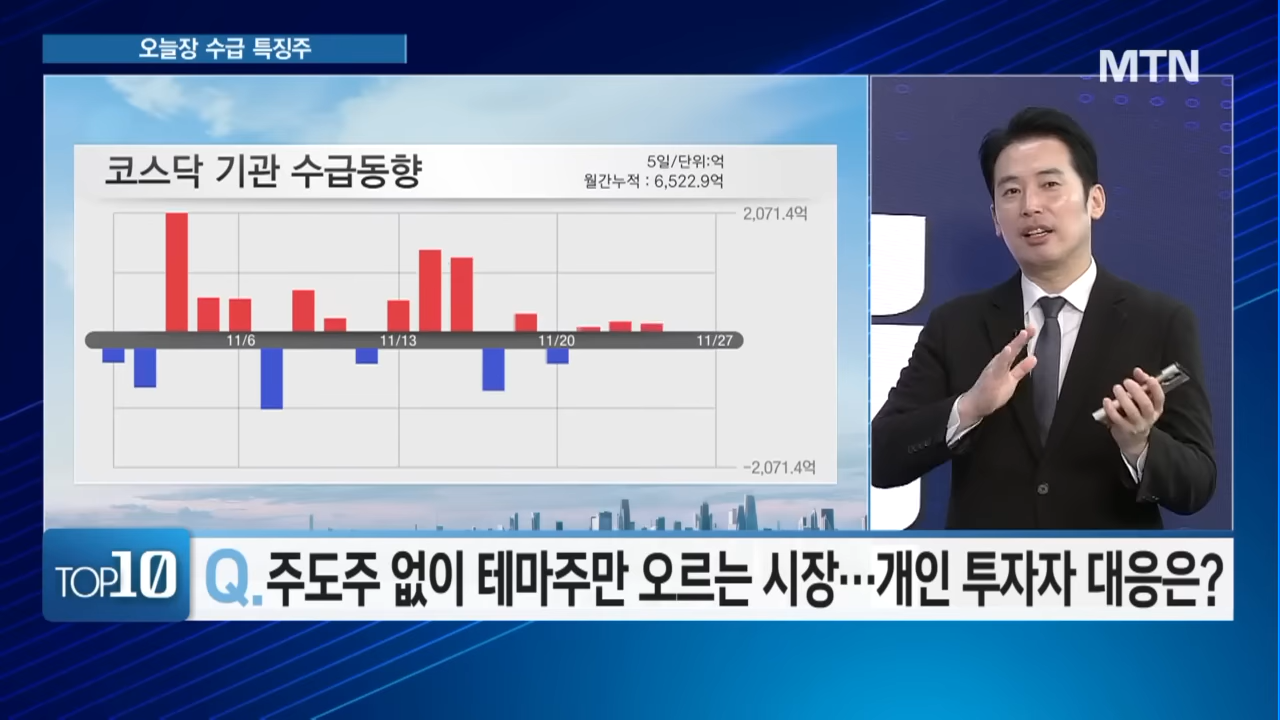 오늘장 수급 특징주
MTN
코스닥 기관 수급동향
5일/단위:억
월간누적 : 6,522.9억
2,071.4억
11/6
11/13
11/20
11/27
-2,071.4억
TOP10
Q.주도주 없이 테마주만 오르는 시장…개인 투자자 대응은?